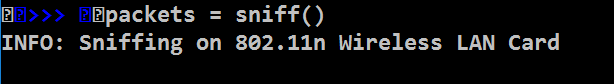 >>> packets = sniff()
INFO: Sniffing on 802.11n Wireless LAN Card